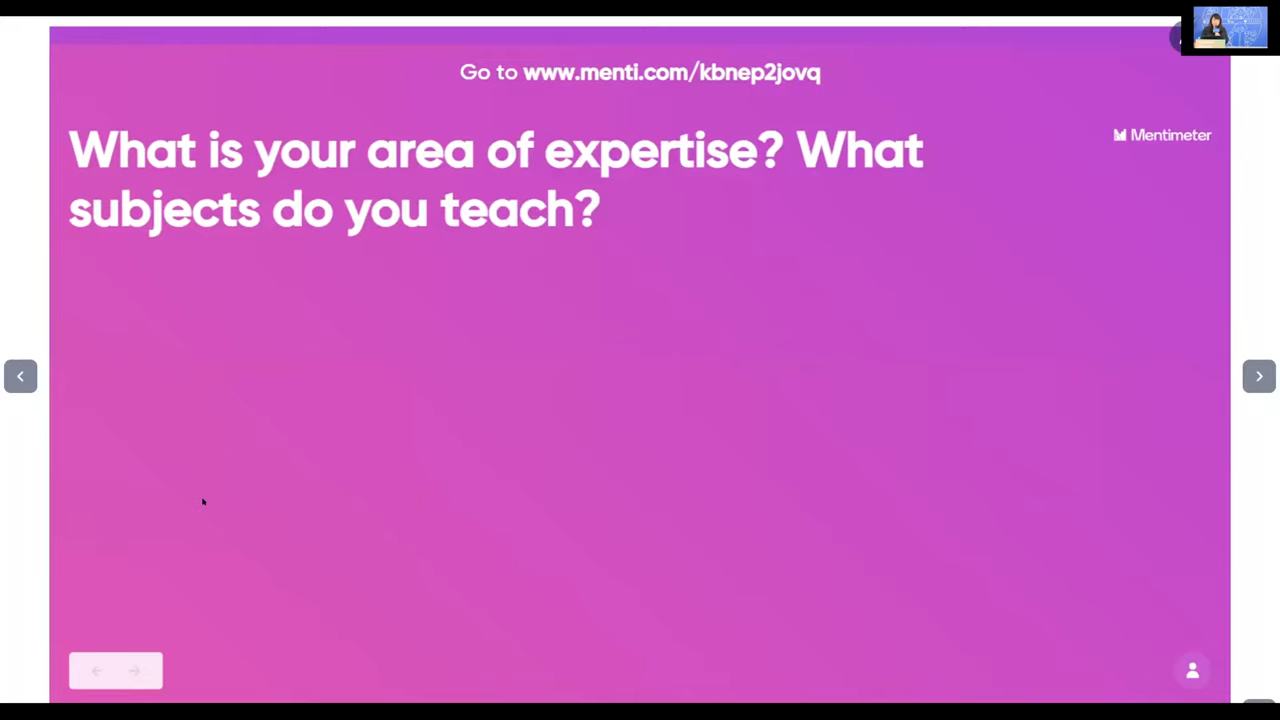 Go to www.menti.com/kbnep2jovq
Mentimeter
What is your area of expertise? What
subjects do you teach?